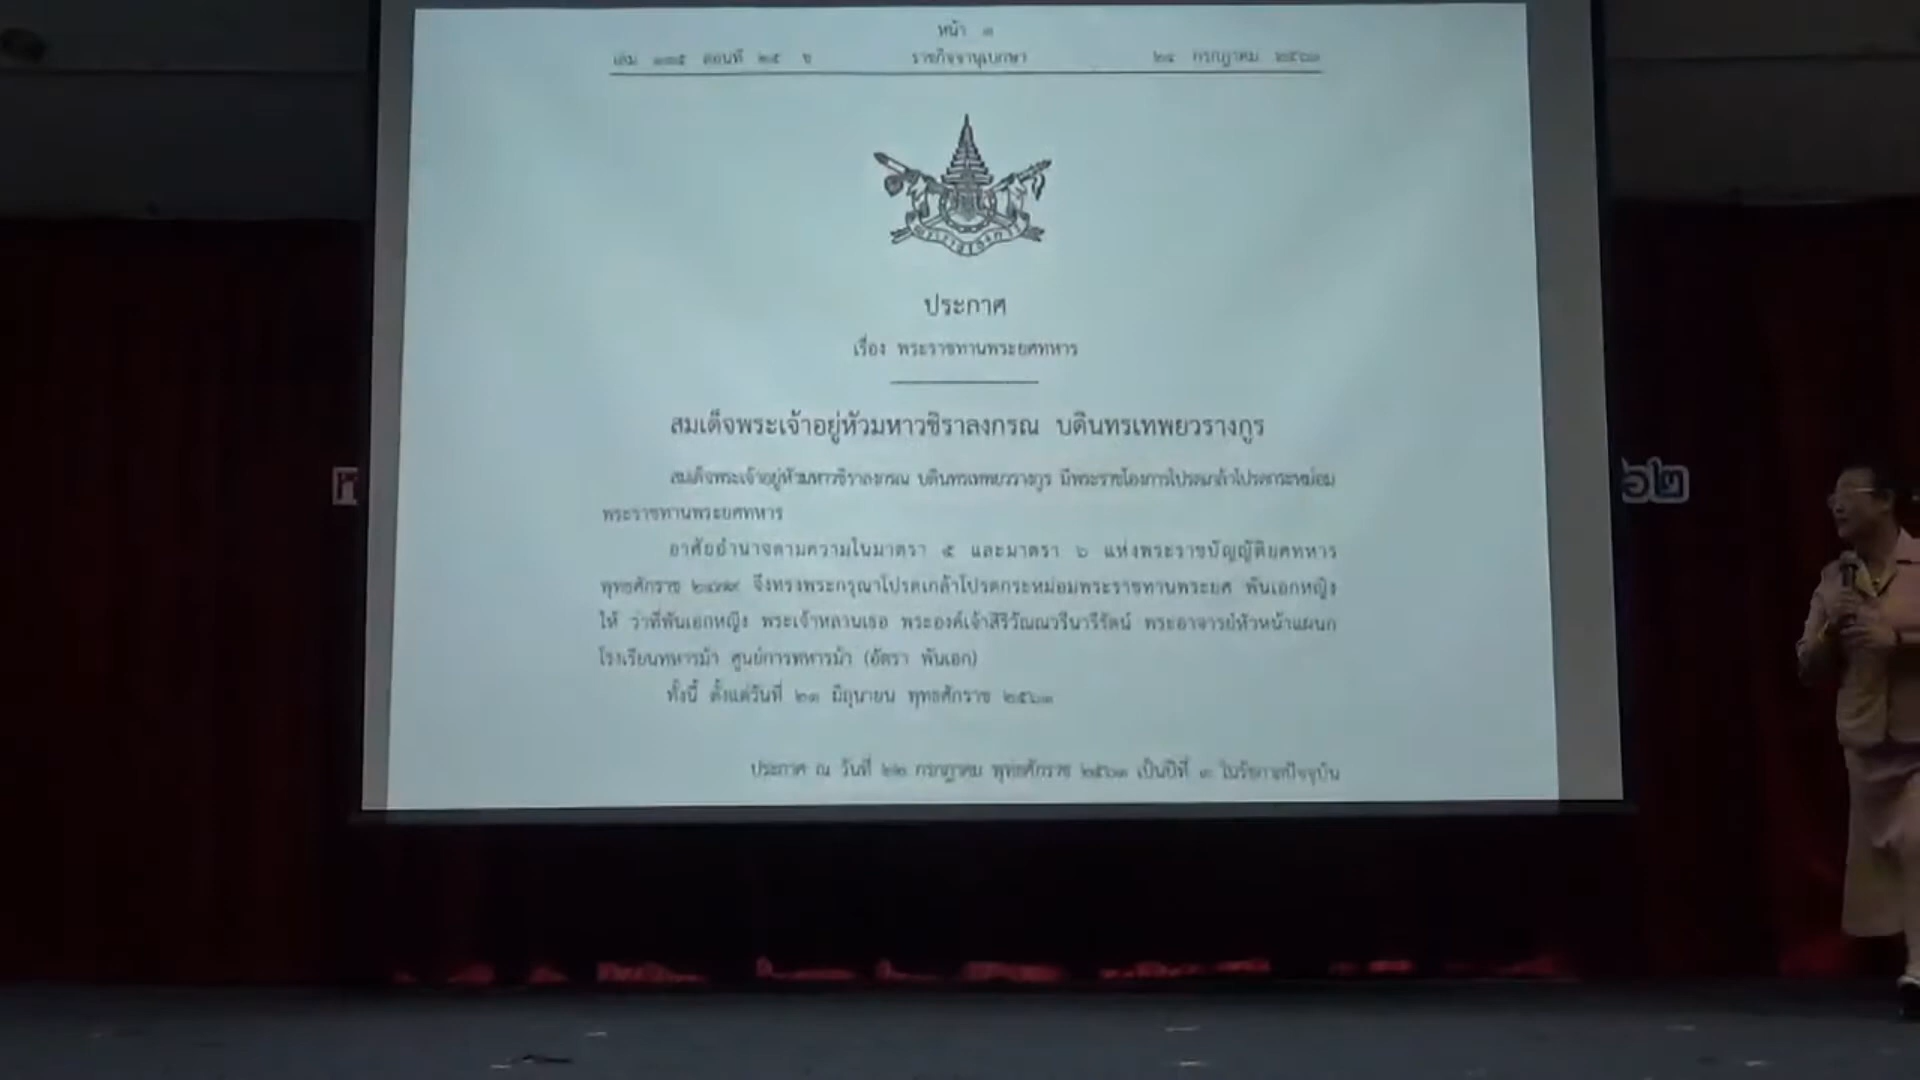 หน้า ๑
เล่ม ๑๓๕ ตอนที่ ๒๕ ข ราชกิจจานุเบกษา ๒๔ กรกฎาคม ๒๕๖๑
ประกาศ
เรื่อง พระราชทานพระยศทหาร
สมเด็จพระเจ้าอยู่หัวมหาวชิราลงกรณ บดินทรเทพยวรางกูร
สมเด็จพระเจ้าอยู่หัวมหาวชิราลงกรณ บดินทรเทพยวรางกูร มีพระราชโองการโปรดเกล้าโปรดกระหม่อม
พระราชทานพระยศทหาร
อาศัยอำนาจตามความในมาตรา ๕ และมาตรา ๖ แห่งพระราชบัญญัติยศทหาร
พุทธศักราช ๒๔๗๙ จึงทรงพระกรุณาโปรดเกล้าโปรดกระหม่อมพระราชทานพระยศ พันเอกหญิง
ให้ ว่าที่พันเอกหญิง พระเจ้าหลานเธอ พระองค์เจ้าสิริวัณณวรีนารีรัตน์ พระอาจารย์หัวหน้าแผนก
โรงเรียนทหารม้า ศูนย์การทหารม้า (อัตรา พันเอก)
ทั้งนี้ ตั้งแต่วันที่ ๒๑ มิถุนายน พุทธศักราช ๒๕๖๑
ประกาศ ณ วันที่ ๒๒ กรกฎาคม พุทธศักราช ๒๕๖๑ เป็นปีที่ ๓ ในรัชกาลปัจจุบัน
๖๒